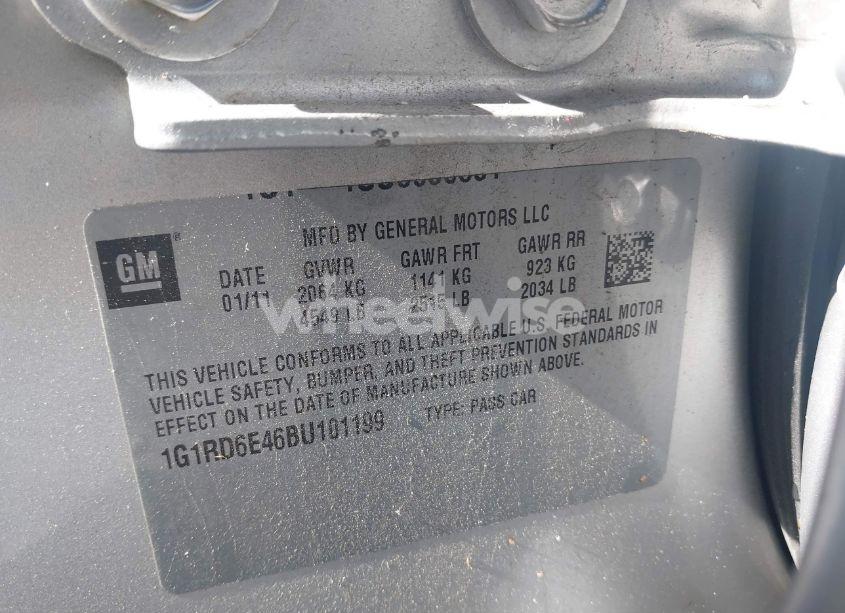 MFD BY GENERAL MOTORS LLC
GM ®
DATE GVWR GAWR FRT GAWR RR
01/11 2064 KG 1141 KG 923 KG
4549 LB 2515 LB 2034 LB
THIS VEHICLE CONFORMS TO ALL APPLICABLE U.S. FEDERAL MOTOR
VEHICLE SAFETY, BUMPER, AND THEFT PREVENTION STANDARDS IN
EFFECT ON THE DATE OF MANUFACTURE SHOWN ABOVE.
1G1RD6E46BU101199 TYPE: PASS CAR
wheelwise